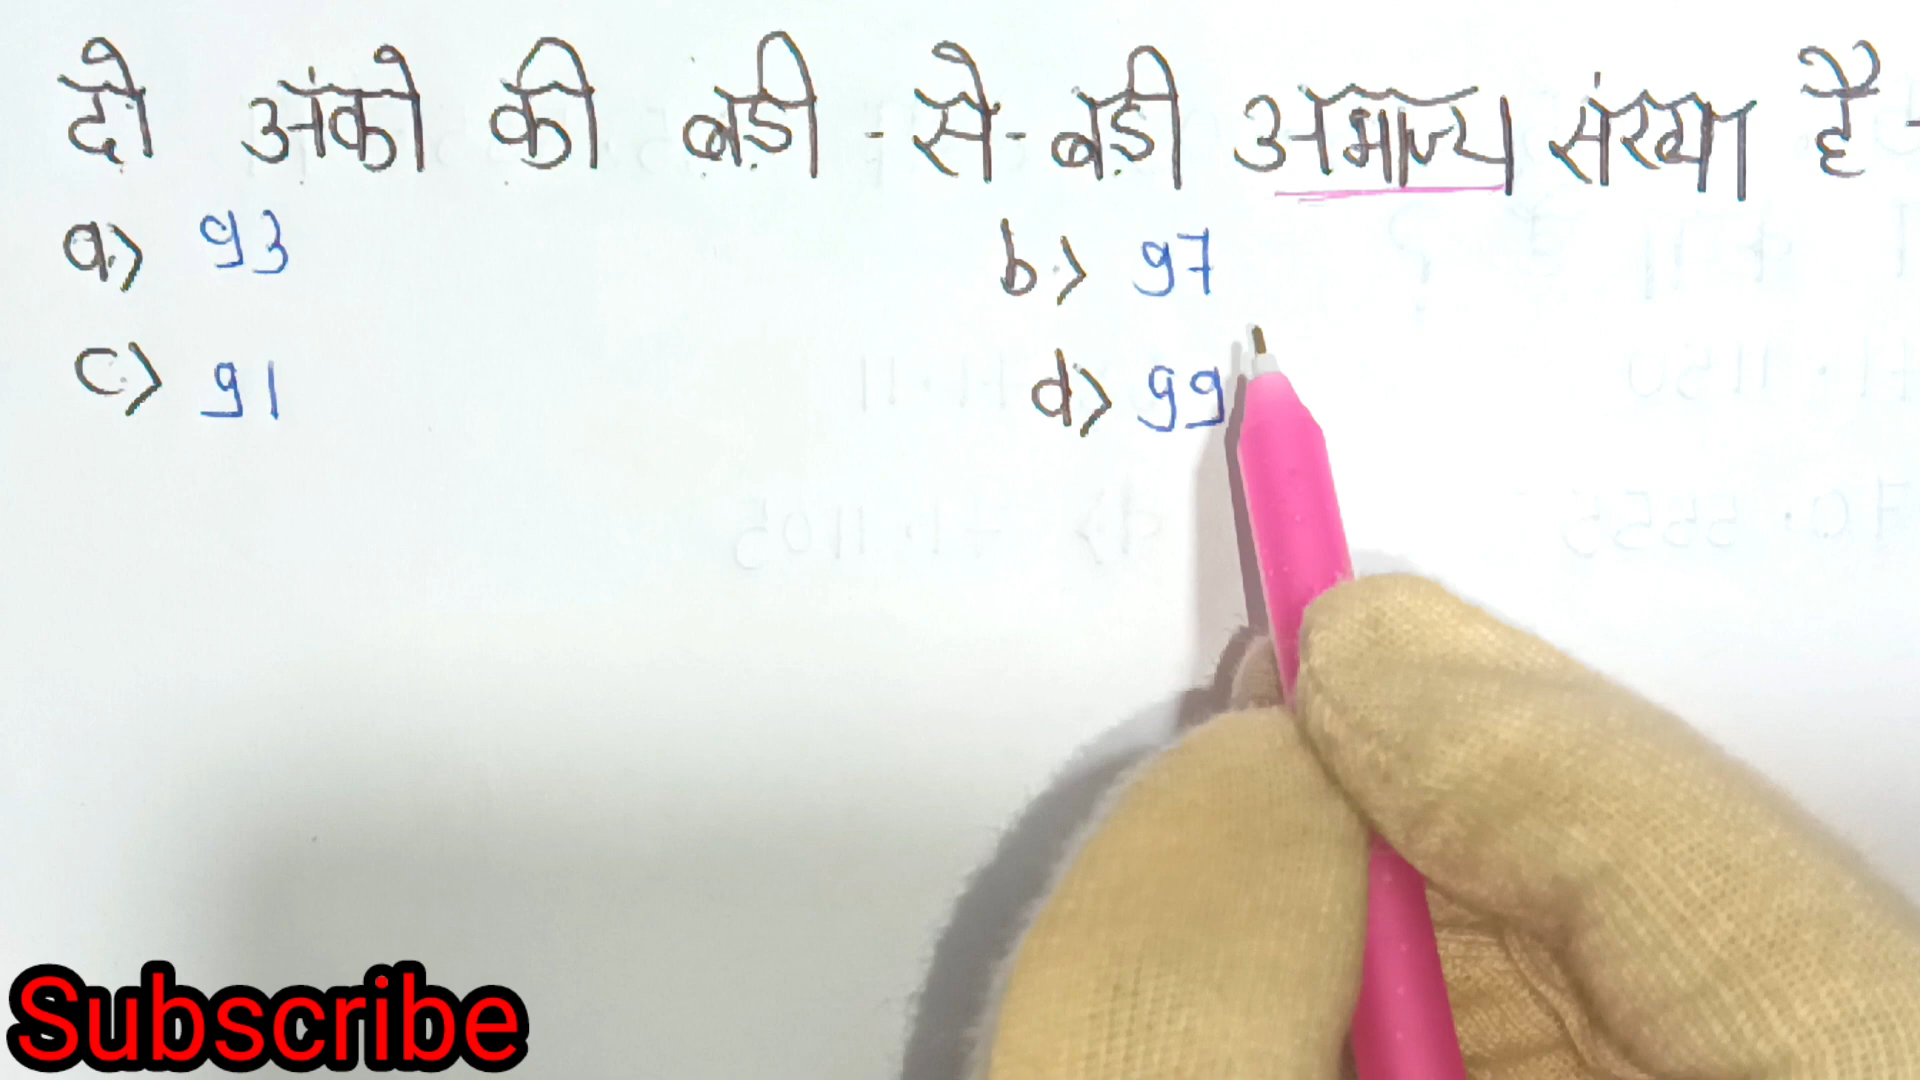 दो अंको की बडी - से - बडी अभाज्य संख्या है -
a.) 93
b.) 97
c.) 91
d.) 99
Subscribe